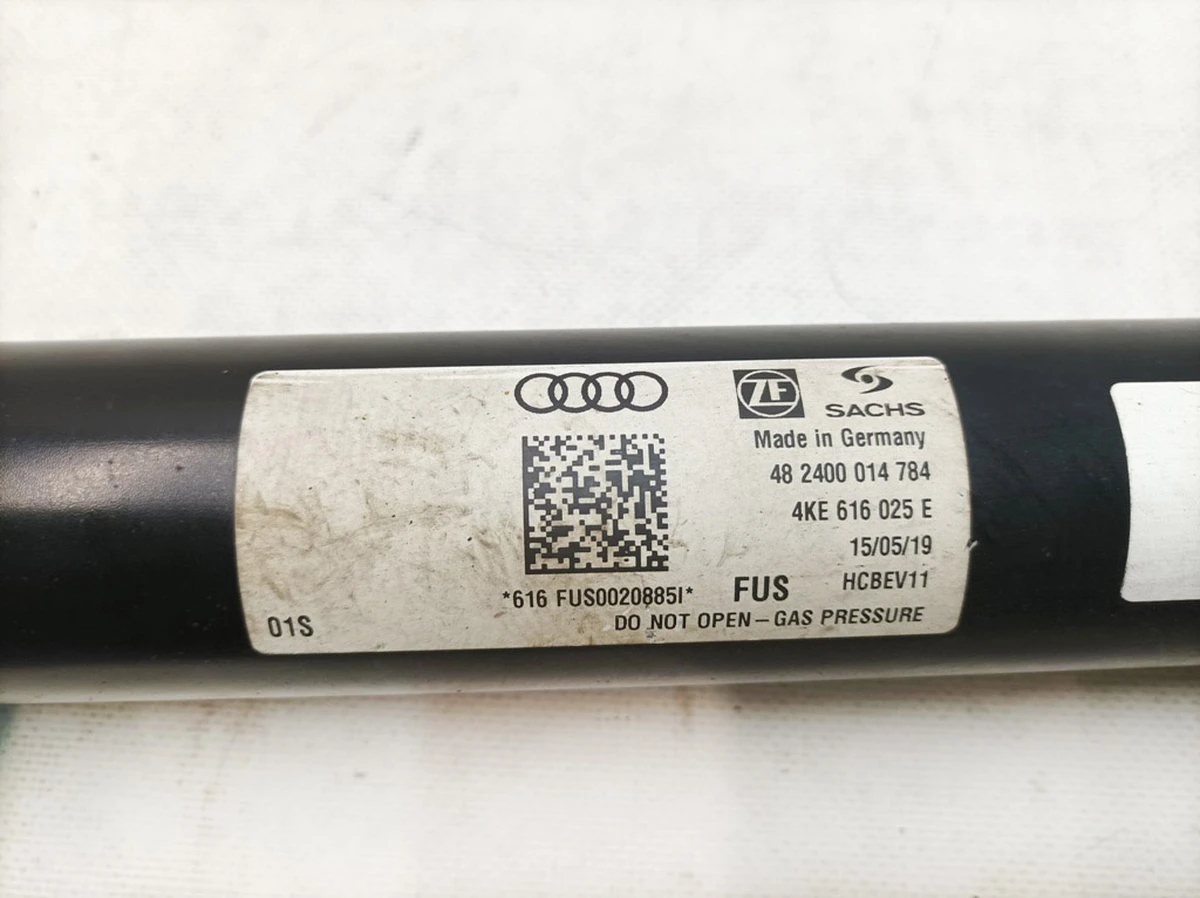 ZF SACHS
Made in Germany
48 2400 014 784
4KE 616 025 E
15/05/19
*616 FUS0020885I* FUS HCBEV11
01S DO NOT OPEN – GAS PRESSURE